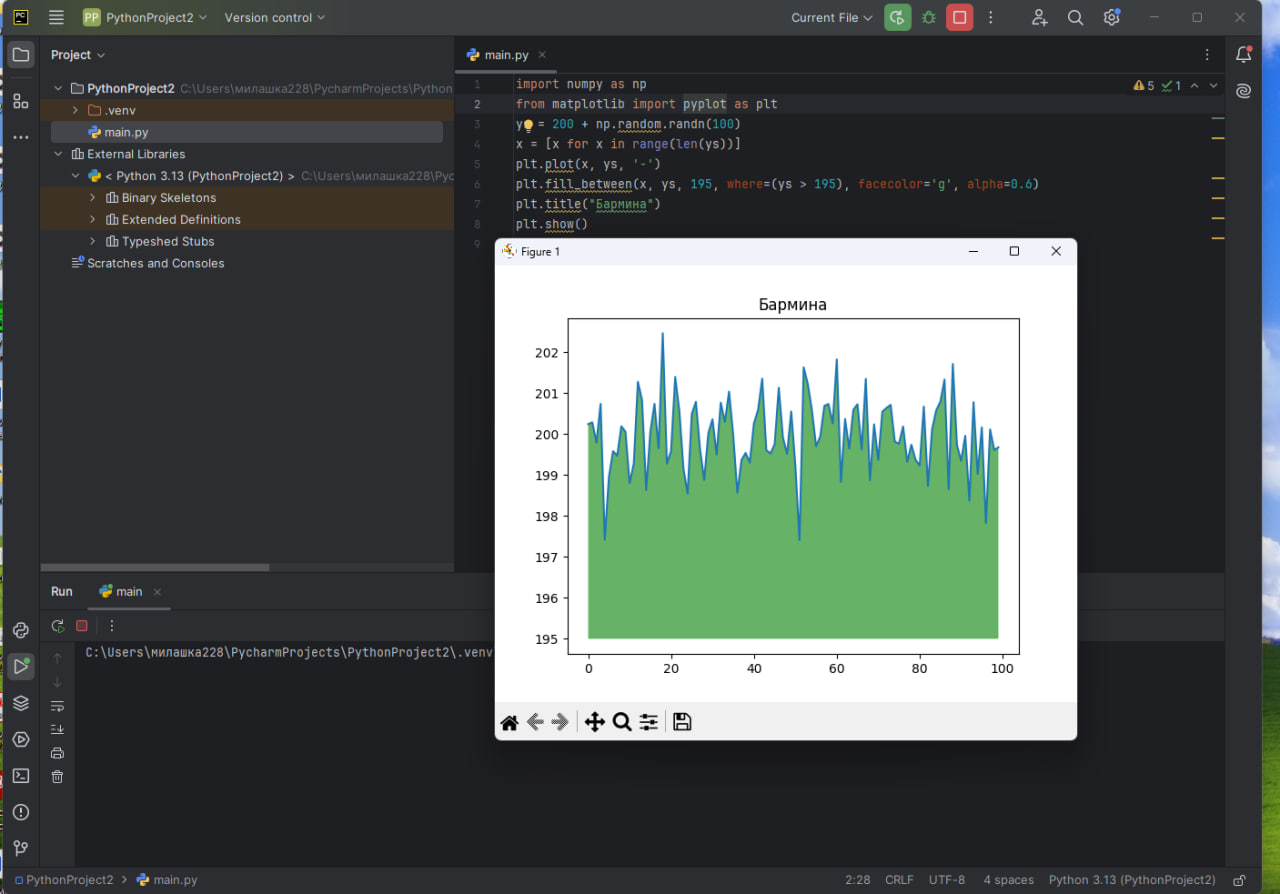 PC PP PythonProject2 Version control Current File
Project main.py
PythonProject2 C:\Users\милашка228\PycharmProjects\Python
.venv
main.py
External Libraries
< Python 3.13 (PythonProject2) > C:\Users\милашка228\Pyc
Binary Skeletons
Extended Definitions
Typeshed Stubs
Scratches and Consoles
1 import numpy as np 5 1
2 from matplotlib import pyplot as plt
3 y = 200 + np.random.randn(100)
4 x = [x for x in range(len(ys))]
5 plt.plot(x, ys, '-')
6 plt.fill_between(x, ys, 195, where=(ys > 195), facecolor='g', alpha=0.6)
7 plt.title("Бармина")
8 plt.show()
9
Figure 1
Бармина
202
201
200
199
198
197
196
195
0 20 40 60 80 100
Run main
C:\Users\милашка228\PycharmProjects\PythonProject2\.venv
PythonProject2 main.py 2:28 CRLF UTF-8 4 spaces Python 3.13 (PythonProject2)